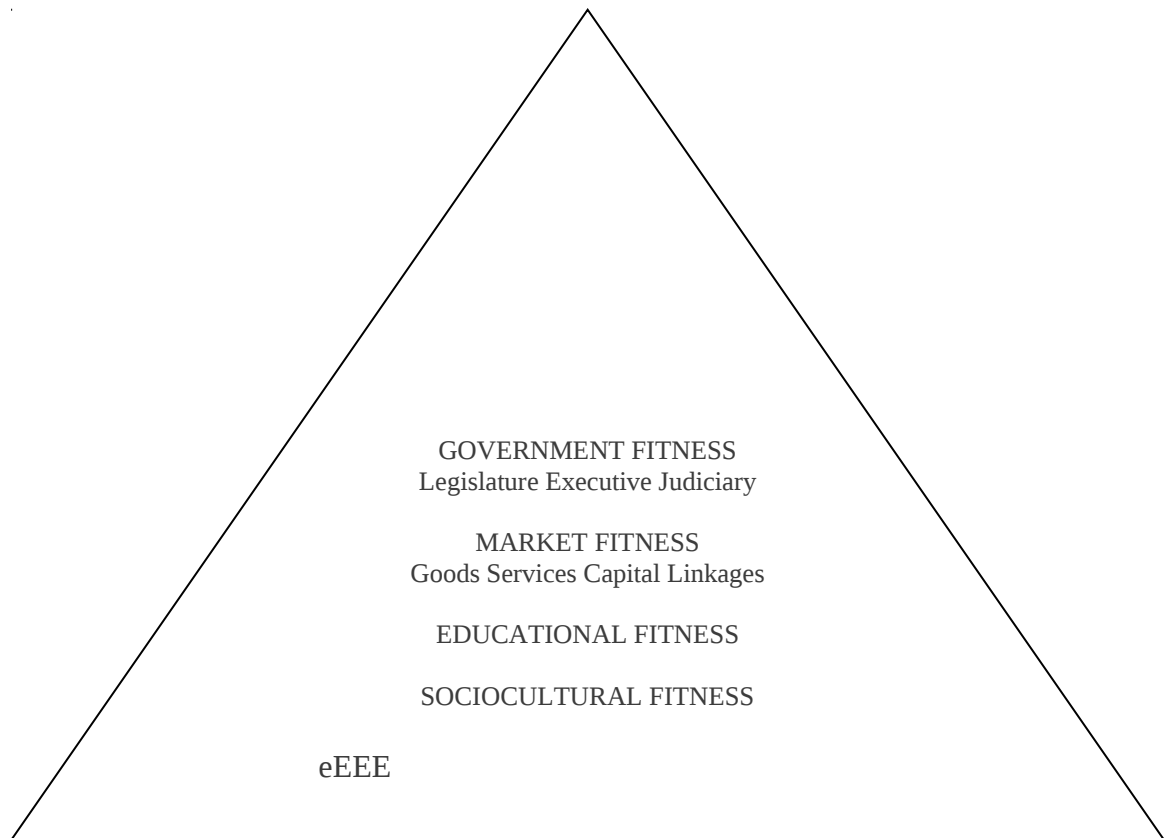 GOVERNMENT FITNESS
Legislature Executive Judiciary
MARKET FITNESS
Goods Services Capital Linkages
EDUCATIONAL FITNESS
SOCIOCULTURAL FITNESS
eEEE